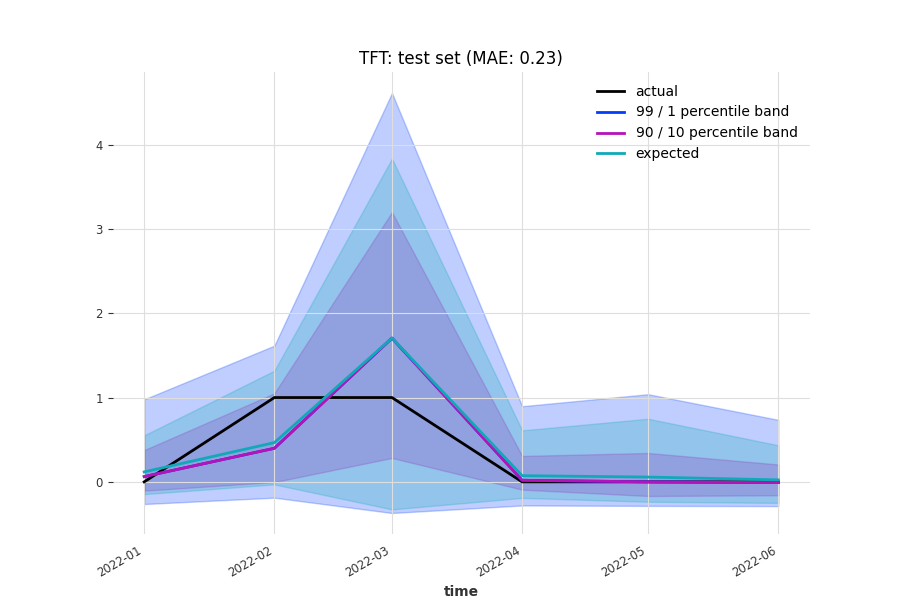 TFT: test set (MAE: 0.23)
actual
99 / 1 percentile band
90 / 10 percentile band
expected
4
3
2
1
0
2022-01
2022-02
2022-03
2022-04
2022-05
2022-06
time